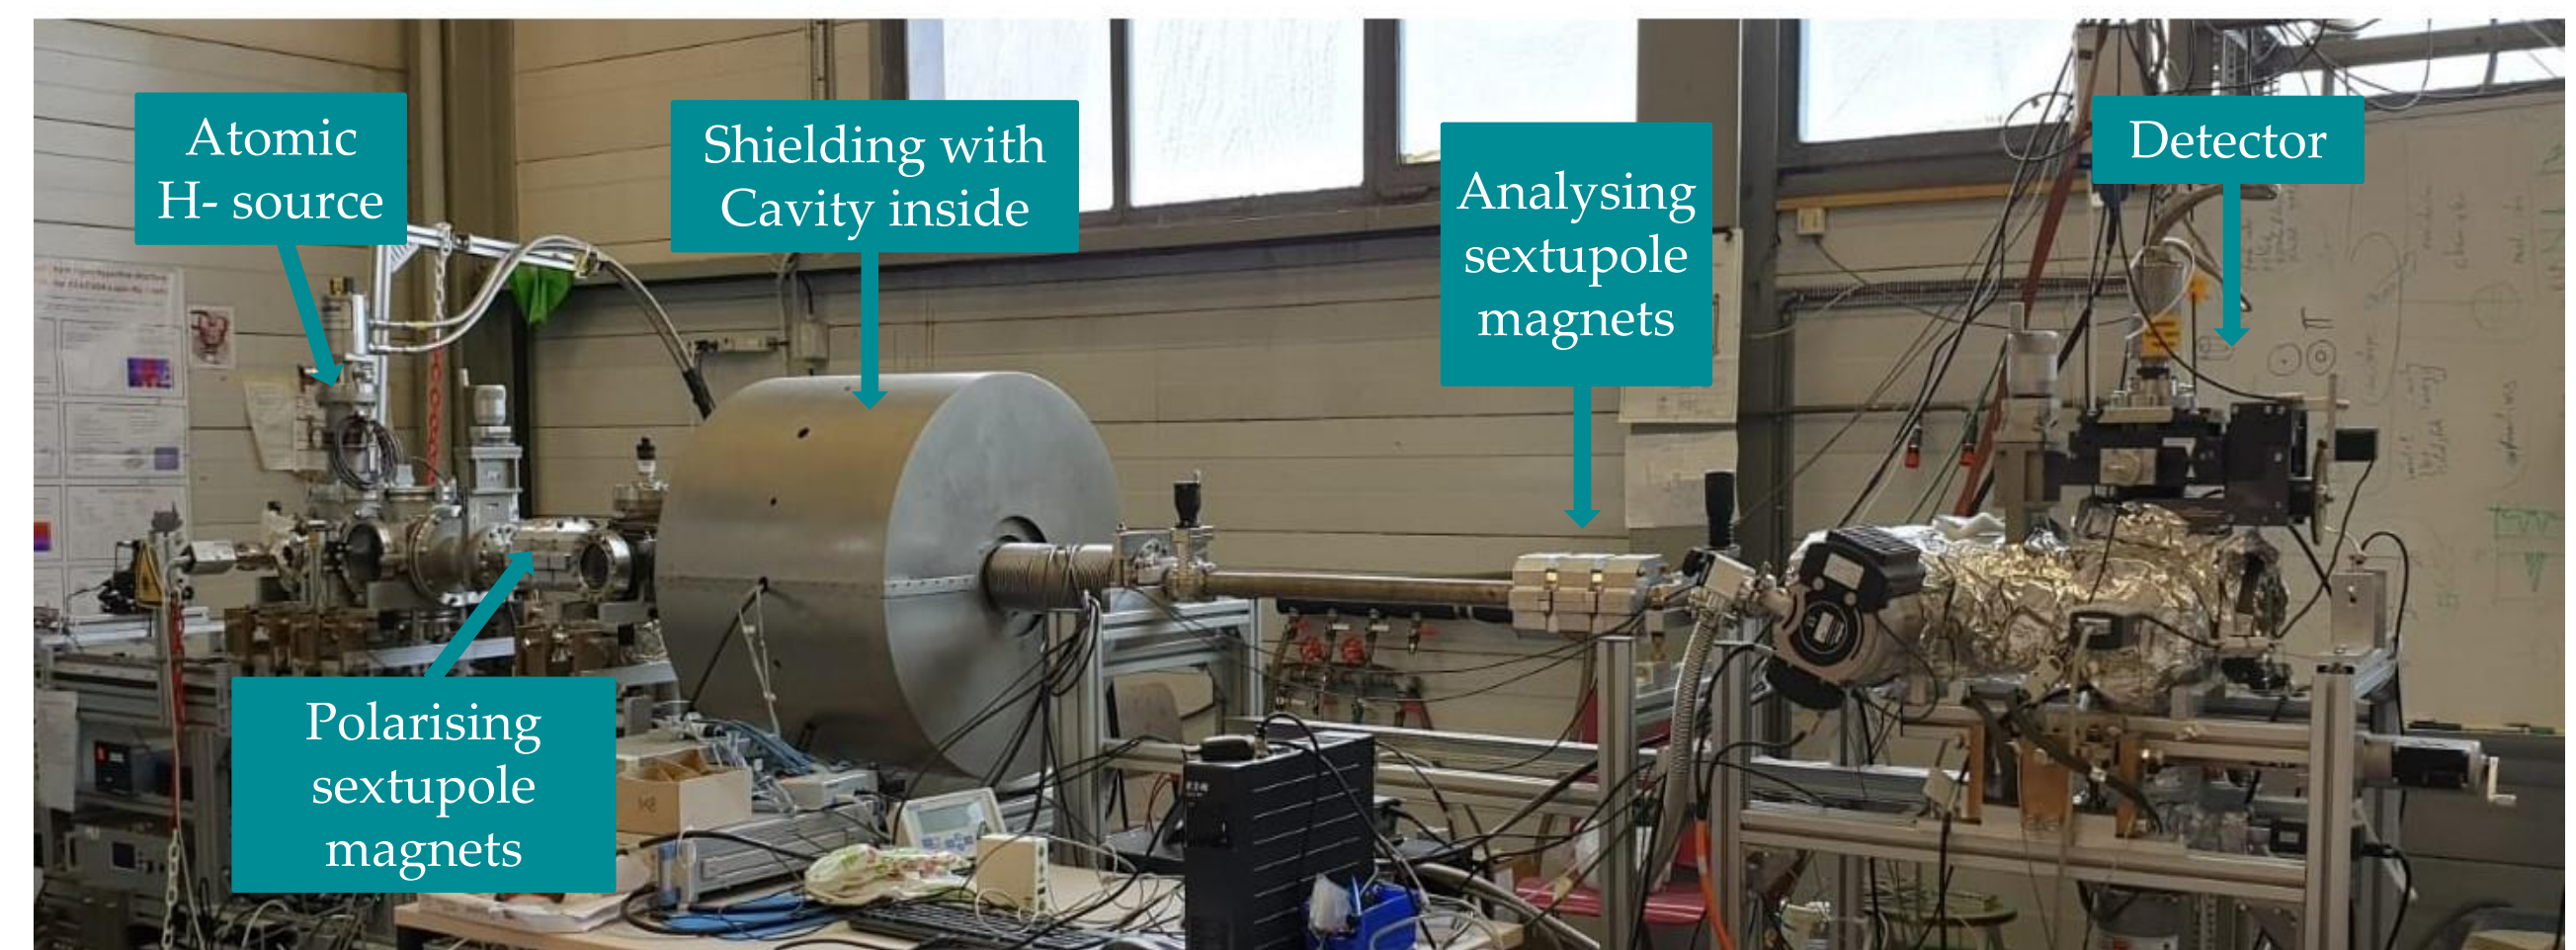 Atomic
H- source
Shielding with
Cavity inside
Analysing
sextupole
magnets
Detector
Polarising
sextupole
magnets